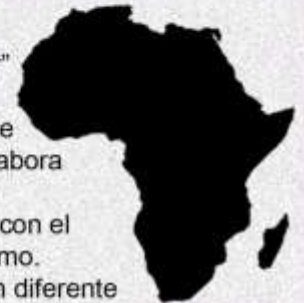 ”
e
abora
con el
mo.
n diferente